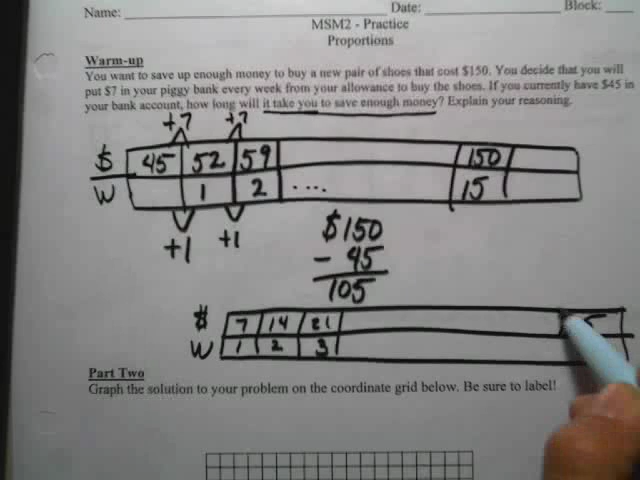 Name: Date: Block:
MSM2 - Practice
Proportions
Warm-up
You want to save up enough money to buy a new pair of shoes that cost $150. You decide that you will
put $7 in your piggy bank every week from your allowance to buy the shoes. If you currently have $45 in
your bank account, how long will it take you to save enough money? Explain your reasoning.
+7 +7
$ 45 52 59 150
W 1 2 .... 15
+1 +1
$150
- 45
105
$ 7 14 21
W 1 2 3
Part Two
Graph the solution to your problem on the coordinate grid below. Be sure to label!